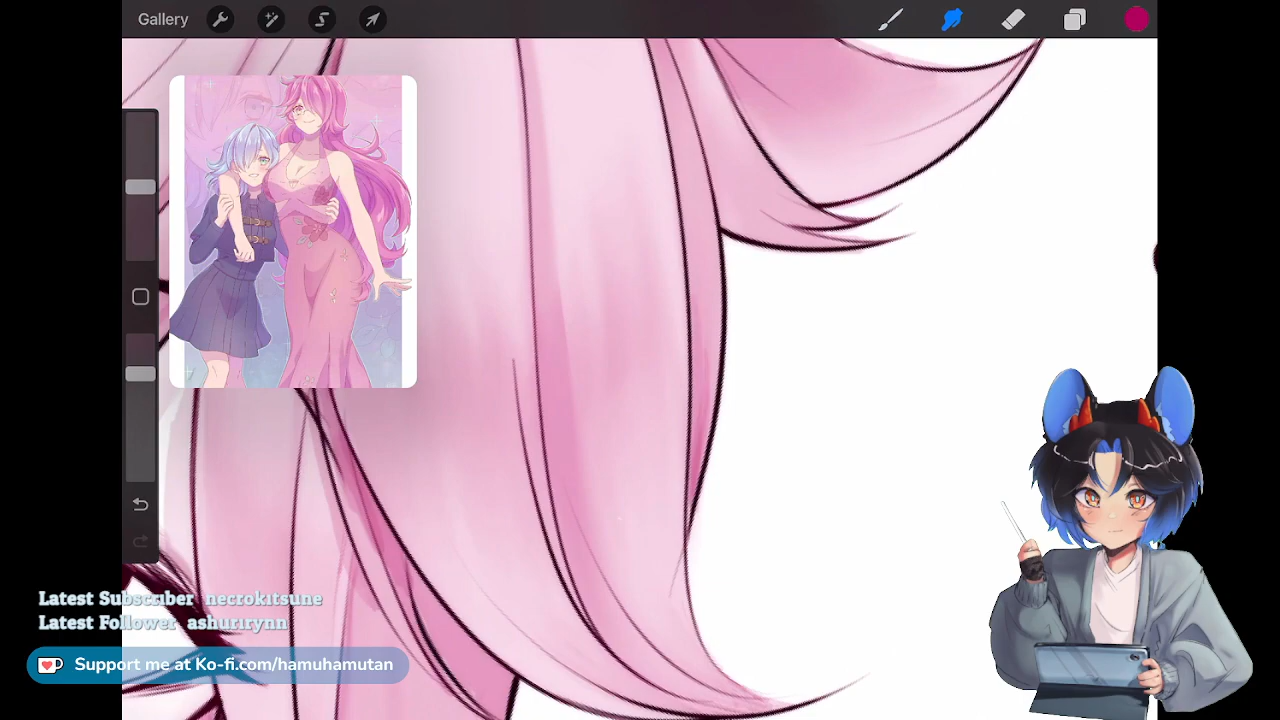 Gallery
Latest Subscriber necrokitsune
Latest Follower ashurirynn
Support me at Ko-fi.com/hamuhamutan